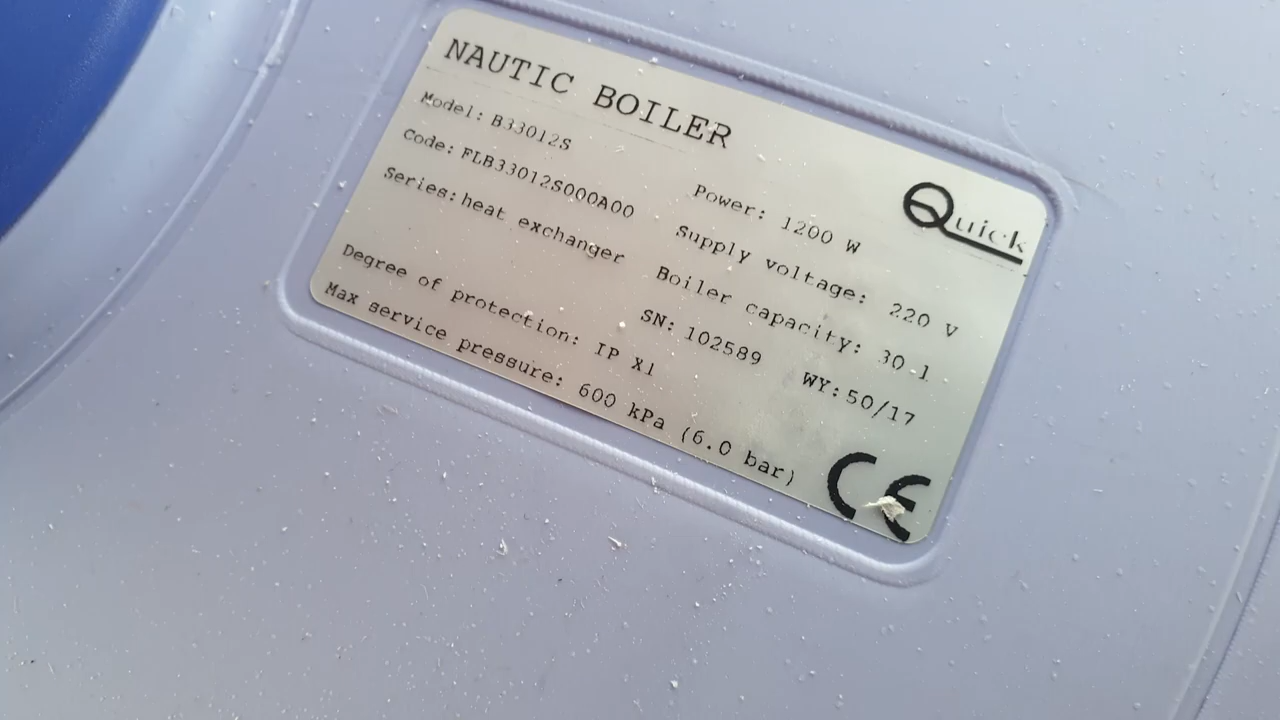 NAUTIC BOILER
Quick
Model: B33012S
Power: 1200 W
Code: FLB33012S000A00
Supply voltage: 220 V
Series: heat exchanger
Boiler capacity: 30 l
SN: 102589
WY: 50/17
Degree of protection: IP X1
Max service pressure: 600 kPa (6.0 bar)
CE